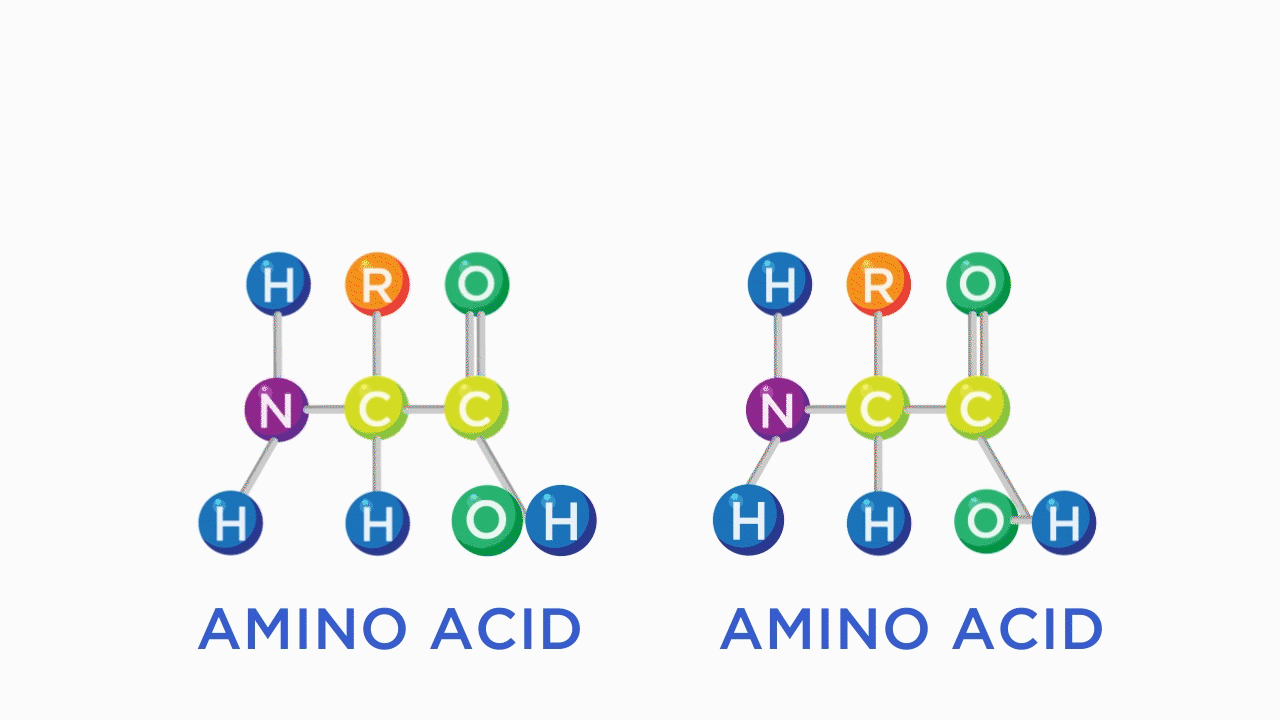 H R O H R O
N C C N C C
H H O H H H O H
AMINO ACID AMINO ACID